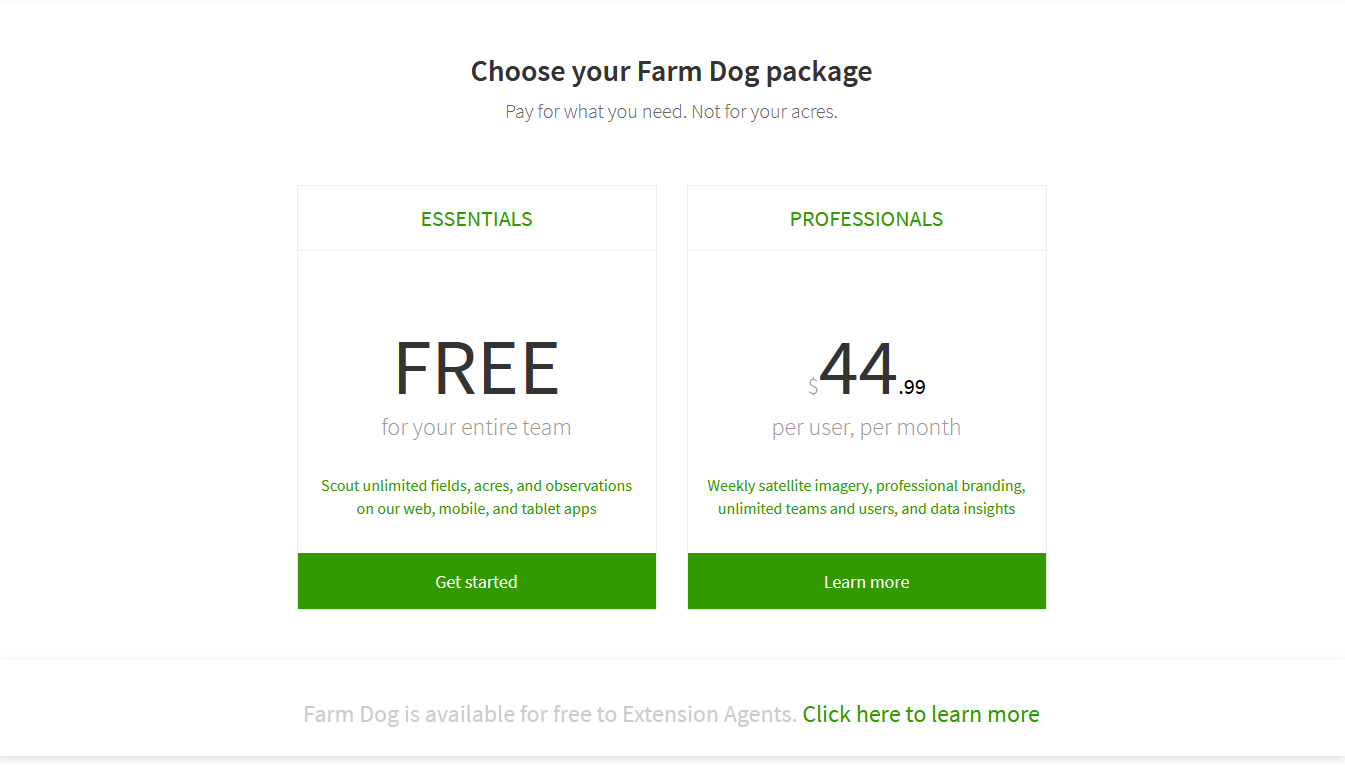 Choose your Farm Dog package
Pay for what you need. Not for your acres.
ESSENTIALS
FREE
for your entire team
Scout unlimited fields, acres, and observations
on our web, mobile, and tablet apps
Get started
PROFESSIONALS
$44.99
per user, per month
Weekly satellite imagery, professional branding,
unlimited teams and users, and data insights
Learn more
Farm Dog is available for free to Extension Agents. Click here to learn more